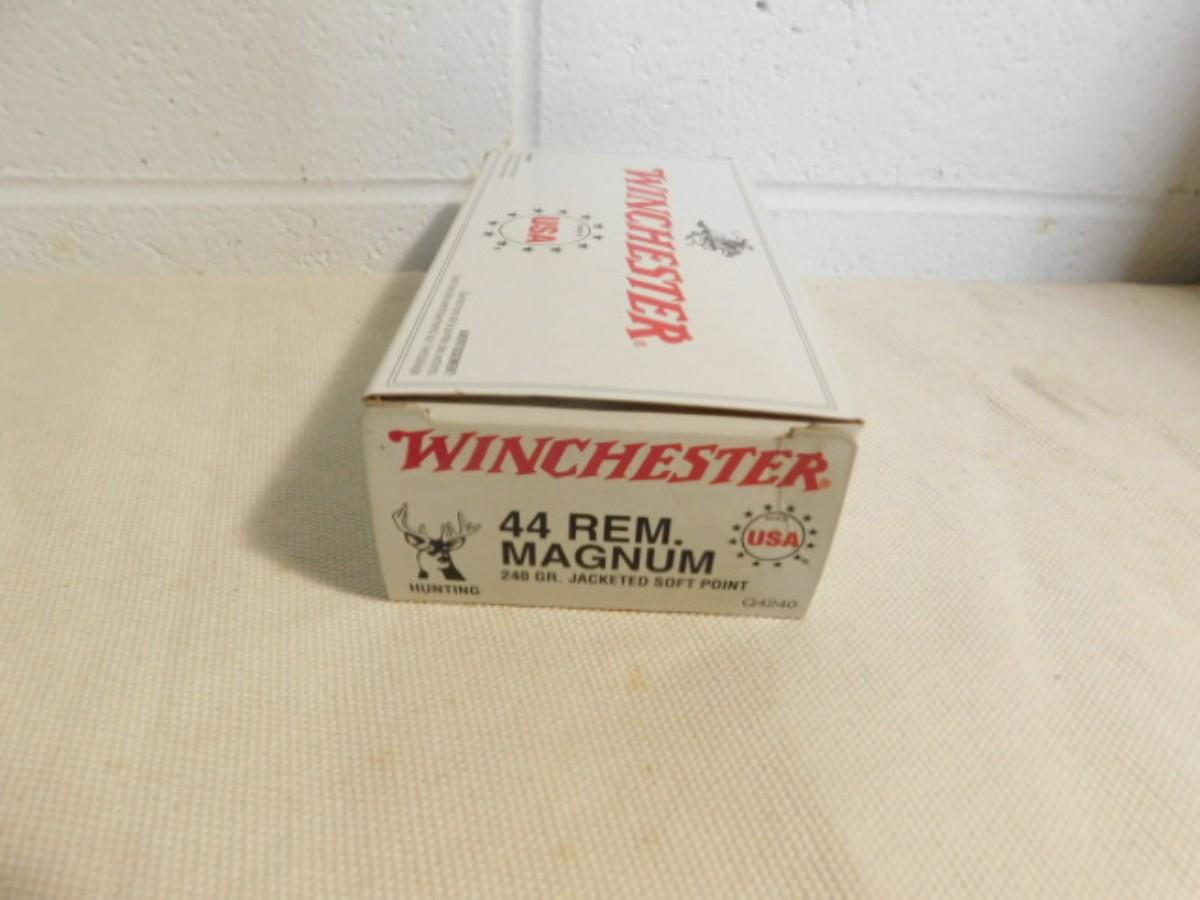 WINCHESTER
USA
WINCHESTER®
44 REM.
MAGNUM
240 GR. JACKETED SOFT POINT
HUNTING
USA
Q4240